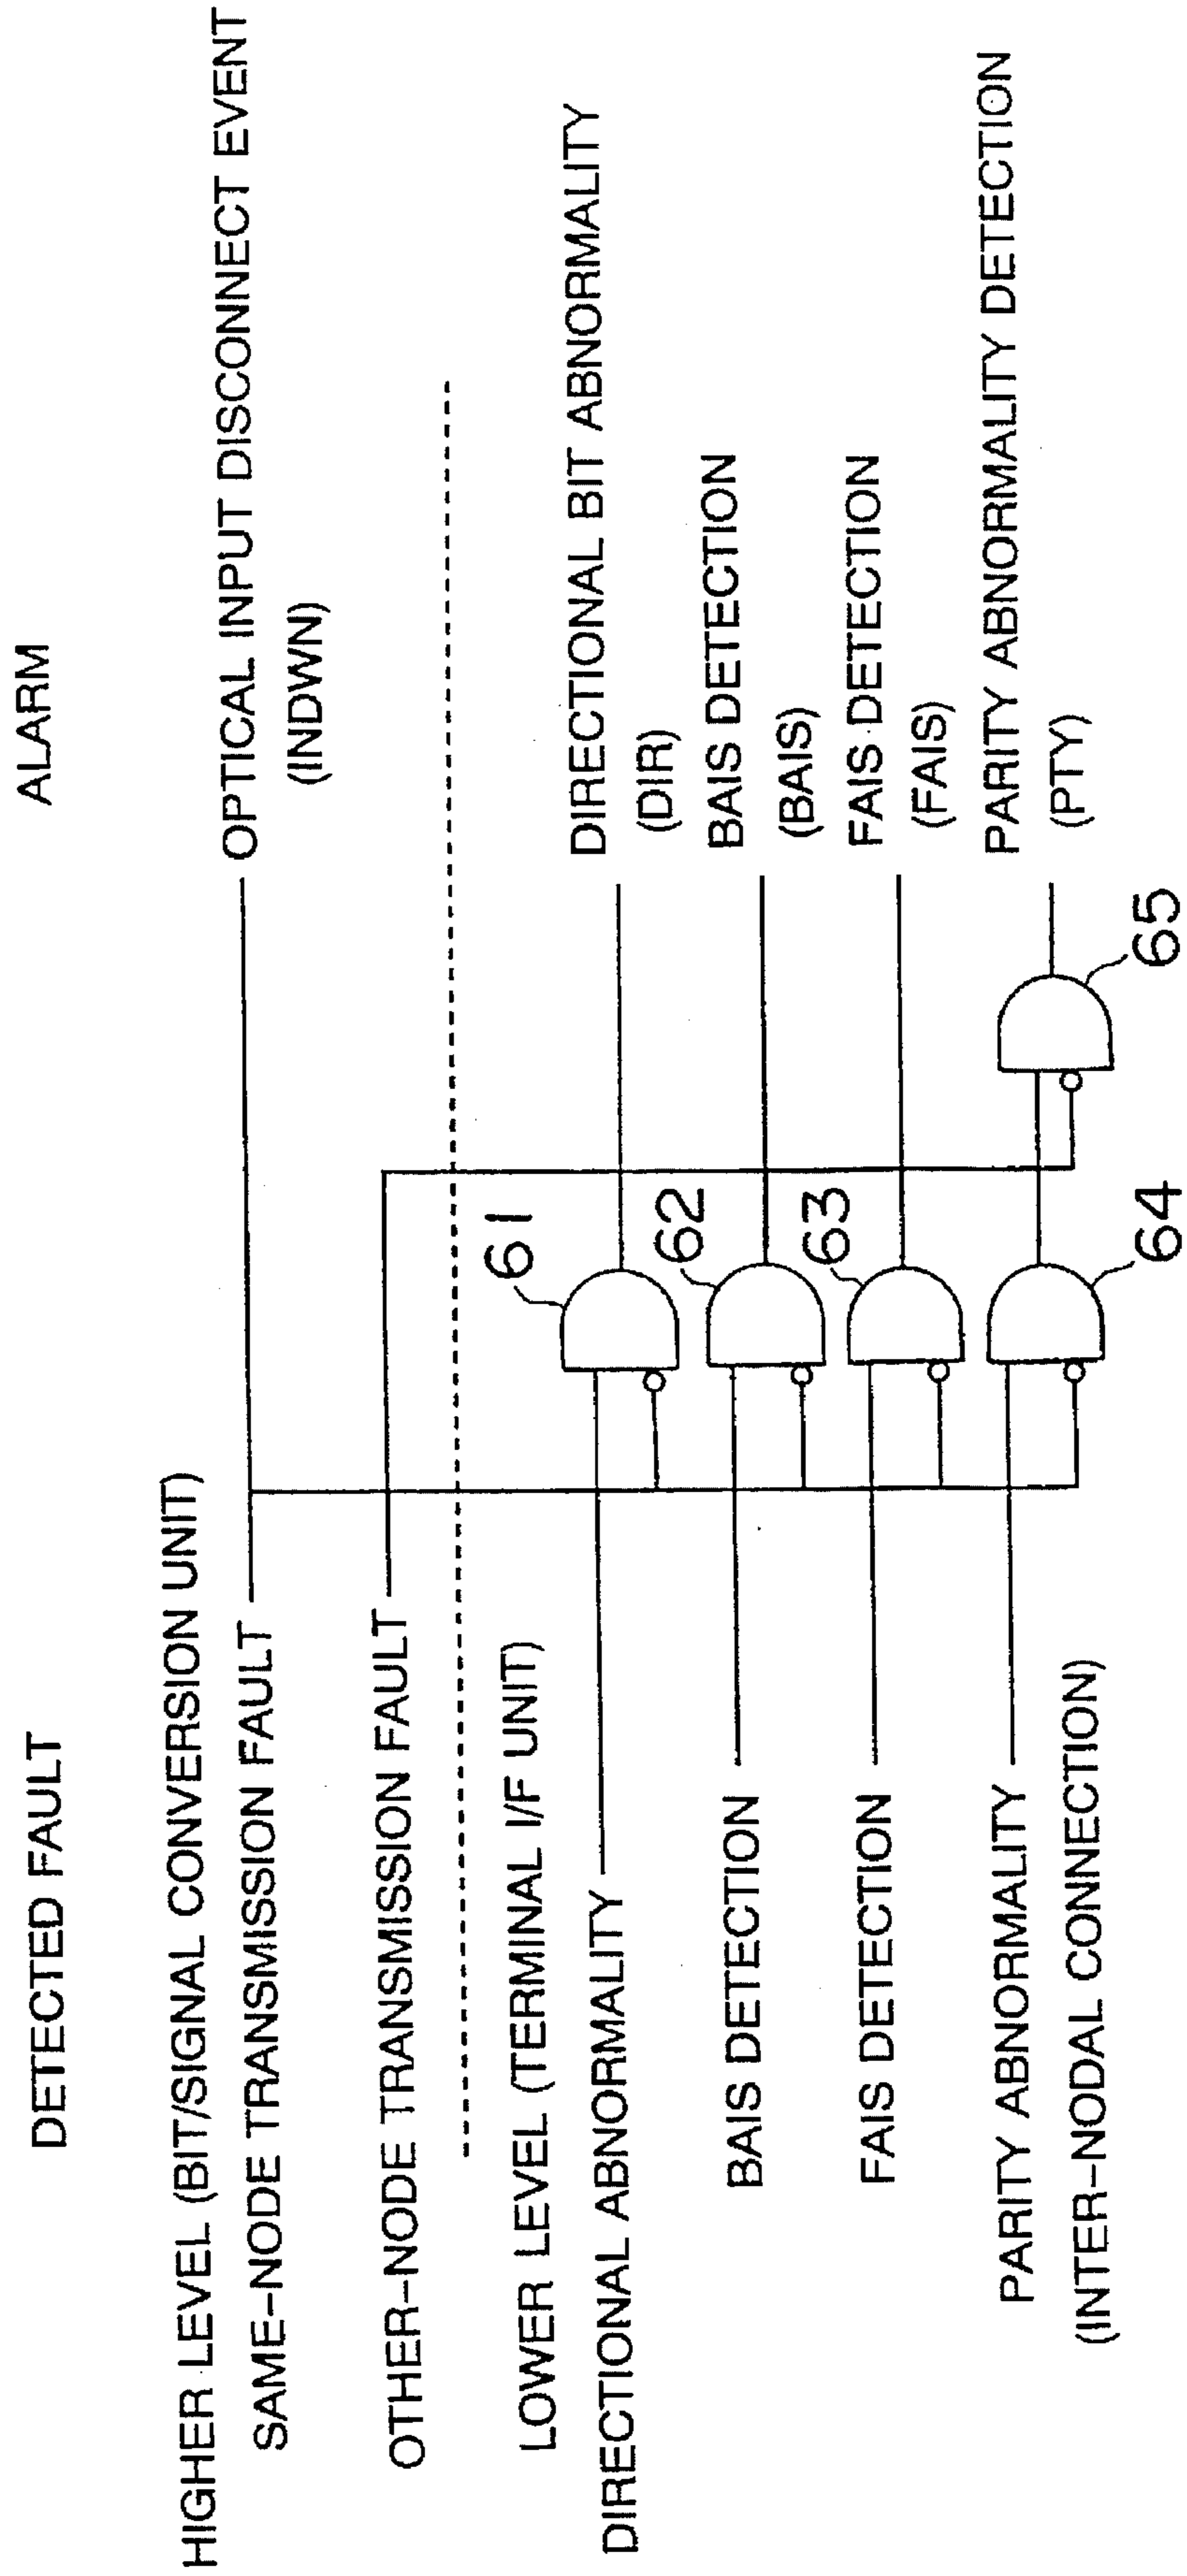 DETECTED FAULT
ALARM
HIGHER LEVEL (BIT/SIGNAL CONVERSION UNIT)
SAME-NODE TRANSMISSION FAULT
OPTICAL INPUT DISCONNECT EVENT
(INDWN)
OTHER-NODE TRANSMISSION FAULT
LOWER LEVEL (TERMINAL I/F UNIT)
61
DIRECTIONAL ABNORMALITY
DIRECTIONAL BIT ABNORMALITY
(DIR)
62
BAIS DETECTION
BAIS DETECTION
(BAIS)
63
FAIS DETECTION
FAIS DETECTION
(FAIS)
PARITY ABNORMALITY
(INTER-NODAL CONNECTION)
64
65
PARITY ABNORMALITY DETECTION
(PTY)